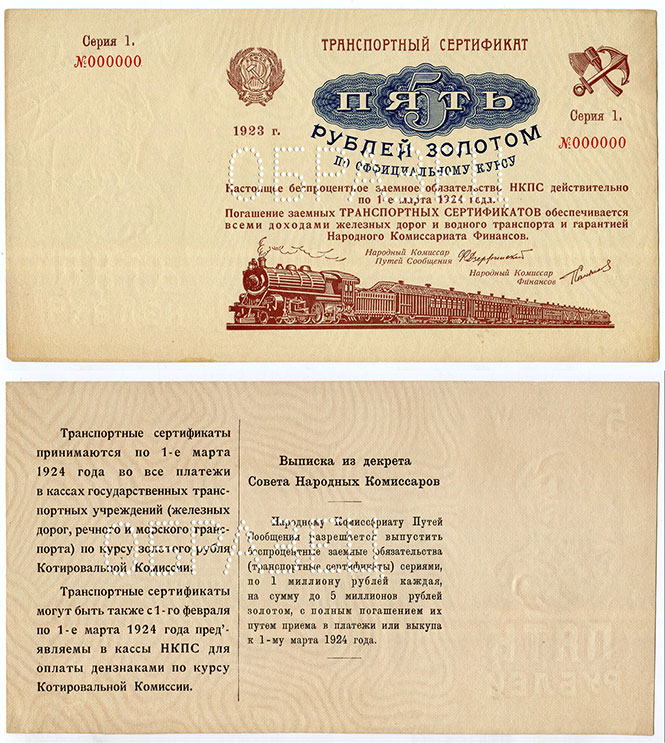 Серия 1.
№000000
ТРАНСПОРТНЫЙ СЕРТИФИКАТ
5
ПЯТЬ
РУБЛЕЙ ЗОЛОТОМ
ПО ОФФИЦИАЛЬНОМУ КУРСУ
1923 г.
Серия 1.
№000000
ОБРАЗЕЦ
Настоящее беспроцентное заемное обязательство НКПС действительно
по 1-е марта 1924 года.
Погашение заемных ТРАНСПОРТНЫХ СЕРТИФИКАТОВ обеспечивается
всеми доходами железных дорог и водного транспорта и гарантией
Народного Комиссариата Финансов.
Народный Комиссар
Путей Сообщения
Народный Комиссар
Финансов
Транспортные сертификаты
принимаются по 1-е марта
1924 года во все платежи
в кассах государственных транс-
портных учреждений (железных
дорог, речного и морского транс-
порта) по курсу золотого рубля
Котировальной Комиссии.
Транспортные сертификаты
могут быть также с 1-го февраля
по 1-е марта 1924 года пред'-
являемы в кассы НКПС для
оплаты дензнаками по курсу
Котировальной Комиссии.
Выписка из декрета
Совета Народных Комиссаров
Народному Комиссариату Путей
Сообщения разрешается выпустить
беспроцентные заемные обязательства
(транспортные сертификаты) сериями,
по 1 миллиону рублей каждая,
на сумму до 5 миллионов рублей
золотом, с полным погашением их
путем приема в платежи или выкупа
к 1-му марта 1924 года.
ОБРАЗЕЦ